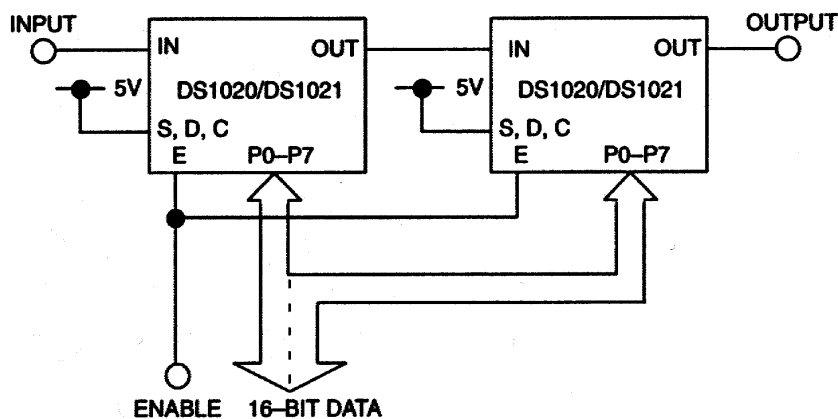 INPUT
IN
OUT
5V
DS1020/DS1021
S, D, C
E
P0–P7
IN
OUT
OUTPUT
5V
DS1020/DS1021
S, D, C
E
P0–P7
ENABLE
16–BIT DATA